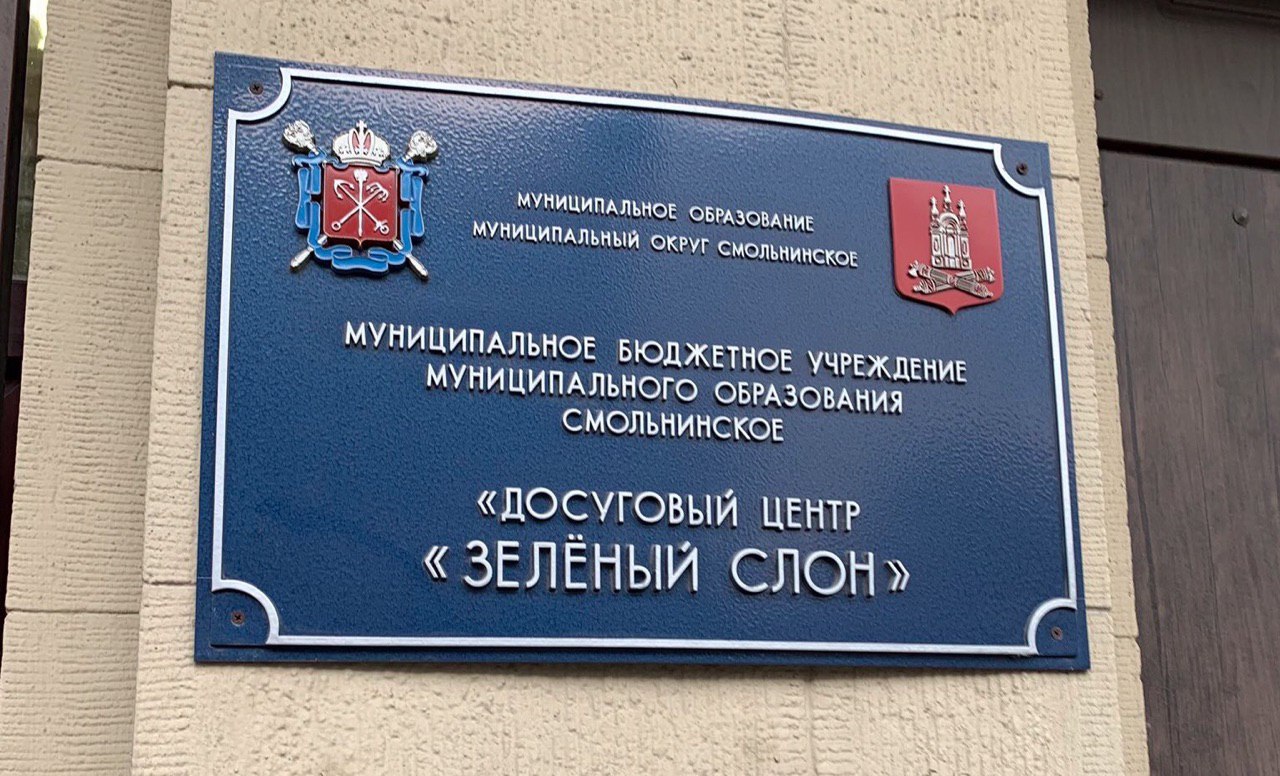 МУНИЦИПАЛЬНОЕ ОБРАЗОВАНИЕ
МУНИЦИПАЛЬНЫЙ ОКРУГ СМОЛЬНИНСКОЕ
МУНИЦИПАЛЬНОЕ БЮДЖЕТНОЕ УЧРЕЖДЕНИЕ
МУНИЦИПАЛЬНОГО ОБРАЗОВАНИЯ
СМОЛЬНИНСКОЕ
«ДОСУГОВЫЙ ЦЕНТР
«ЗЕЛЁНЫЙ СЛОН»